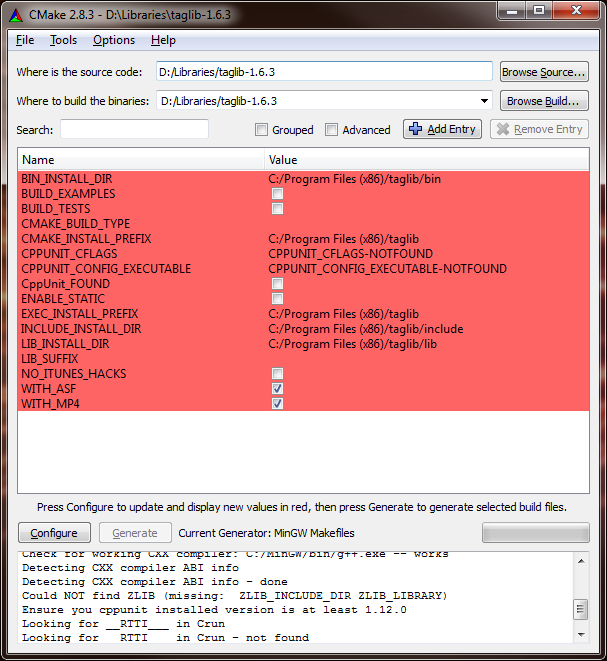 CMake 2.8.3 - D:\Libraries\taglib-1.6.3
File Tools Options Help
Where is the source code: D:/Libraries/taglib-1.6.3 Browse Source...
Where to build the binaries: D:/Libraries/taglib-1.6.3 Browse Build...
Search: Grouped Advanced Add Entry Remove Entry
Name Value
BIN_INSTALL_DIR C:/Program Files (x86)/taglib/bin
BUILD_EXAMPLES
BUILD_TESTS
CMAKE_BUILD_TYPE
CMAKE_INSTALL_PREFIX C:/Program Files (x86)/taglib
CPPUNIT_CFLAGS CPPUNIT_CFLAGS-NOTFOUND
CPPUNIT_CONFIG_EXECUTABLE CPPUNIT_CONFIG_EXECUTABLE-NOTFOUND
CppUnit_FOUND
ENABLE_STATIC
EXEC_INSTALL_PREFIX C:/Program Files (x86)/taglib
INCLUDE_INSTALL_DIR C:/Program Files (x86)/taglib/include
LIB_INSTALL_DIR C:/Program Files (x86)/taglib/lib
LIB_SUFFIX
NO_ITUNES_HACKS
WITH_ASF
WITH_MP4
Press Configure to update and display new values in red, then press Generate to generate selected build files.
Configure Generate Current Generator: MinGW Makefiles
Check for working CXX compiler: C:/MinGW/bin/g++.exe -- works
Detecting CXX compiler ABI info
Detecting CXX compiler ABI info - done
Could NOT find ZLIB (missing:  ZLIB_INCLUDE_DIR ZLIB_LIBRARY)
Ensure you cppunit installed version is at least 1.12.0
Looking for __RTTI___ in Crun
Looking for __RTTI___ in Crun - not found